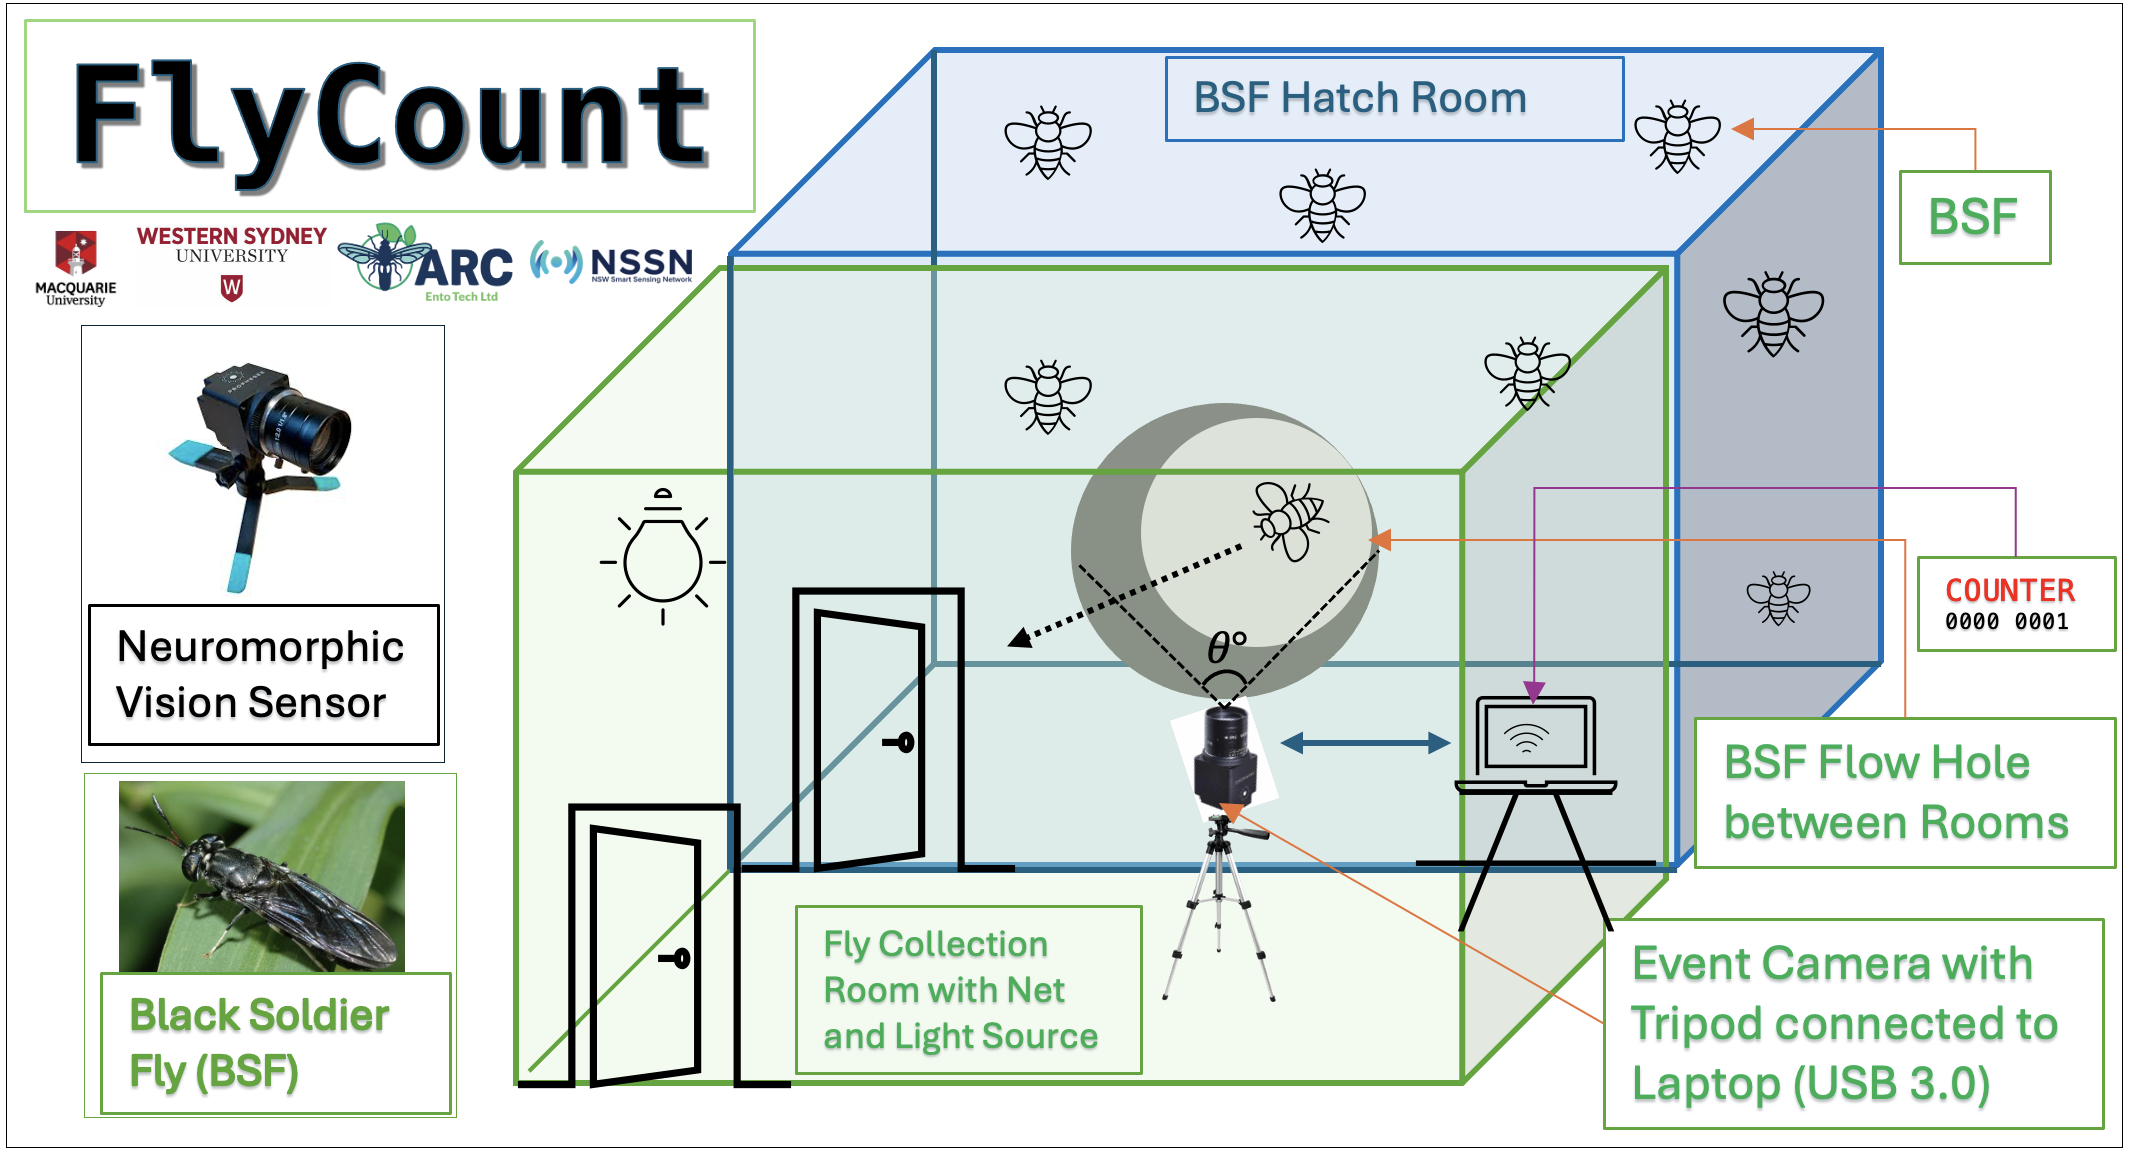 FlyCount
MACQUARIE
University
WESTERN SYDNEY
UNIVERSITY
W
ARC
Ento Tech Ltd
NSSN
NSW Smart Sensing Network
PROPHESEE
Neuromorphic
Vision Sensor
Black Soldier
Fly (BSF)
BSF Hatch Room
BSF
COUNTER
0000 0001
θ°
BSF Flow Hole
between Rooms
Fly Collection
Room with Net
and Light Source
Event Camera with
Tripod connected to
Laptop (USB 3.0)